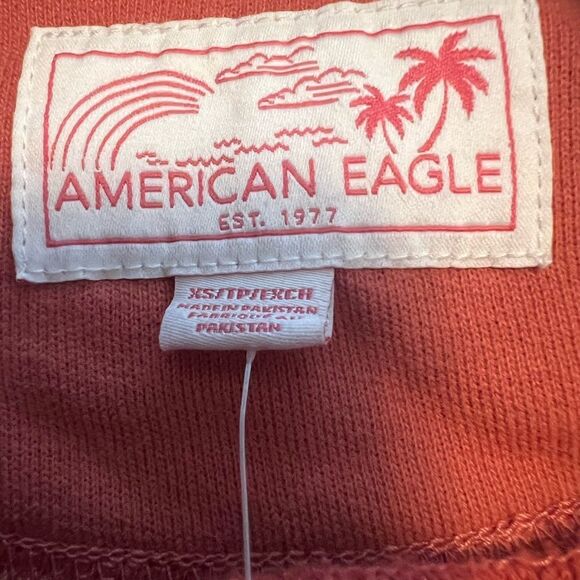 AMERICAN EAGLE
EST. 1977
XS/TP/EXCH
MADE IN PAKISTAN
FABRIQUÉ AU
PAKISTAN